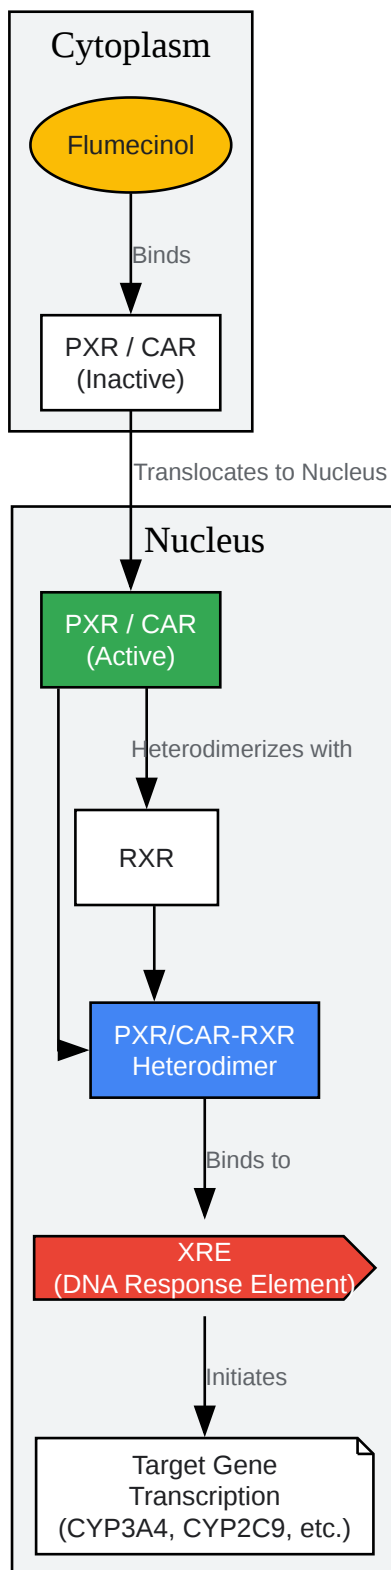 Cytoplasm
Flumecinol
Binds
PXR / CAR
(Inactive)
Translocates to Nucleus
Nucleus
PXR / CAR
(Active)
Heterodimerizes with
RXR
PXR/CAR-RXR
Heterodimer
Binds to
XRE
(DNA Response Element)
Initiates
Target Gene
Transcription
(CYP3A4, CYP2C9, etc.)